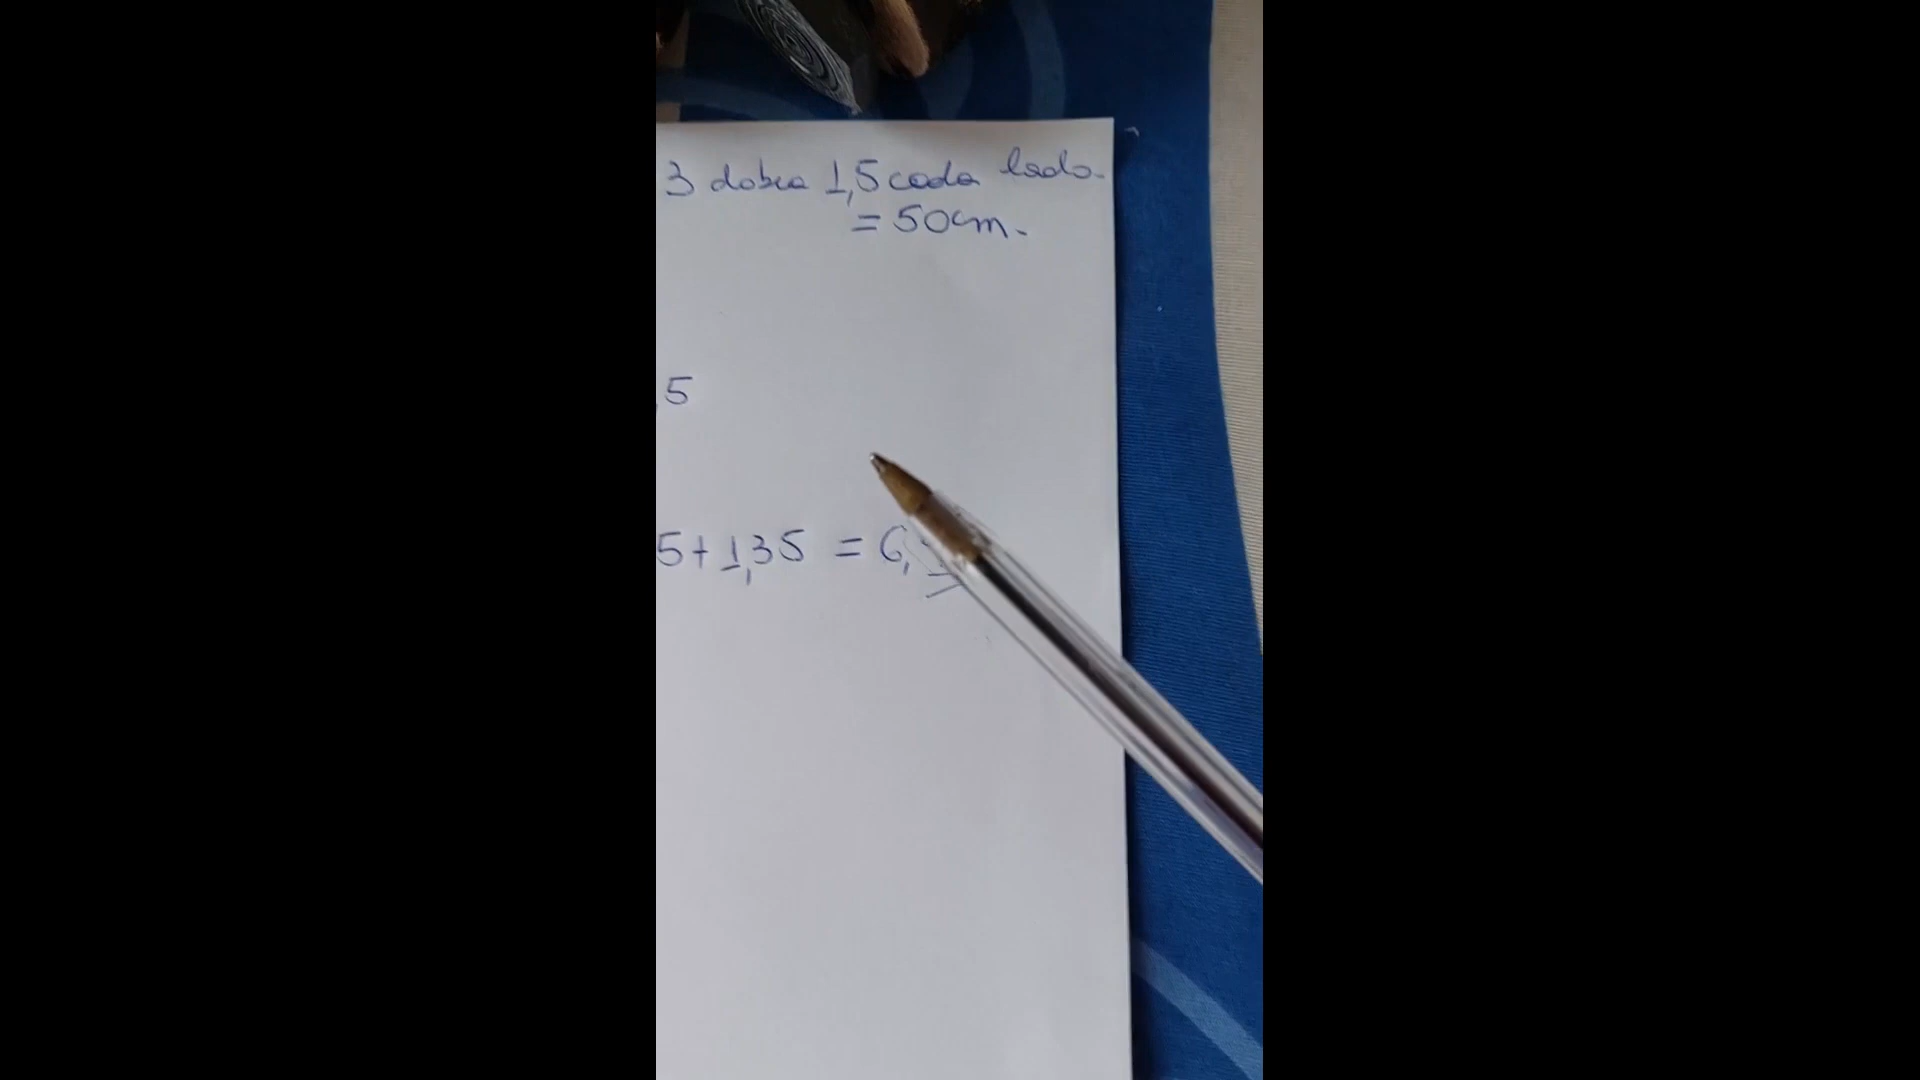 3 dobra 1,5 cada lado.
= 50cm.
,5
5+1,35 = 6,